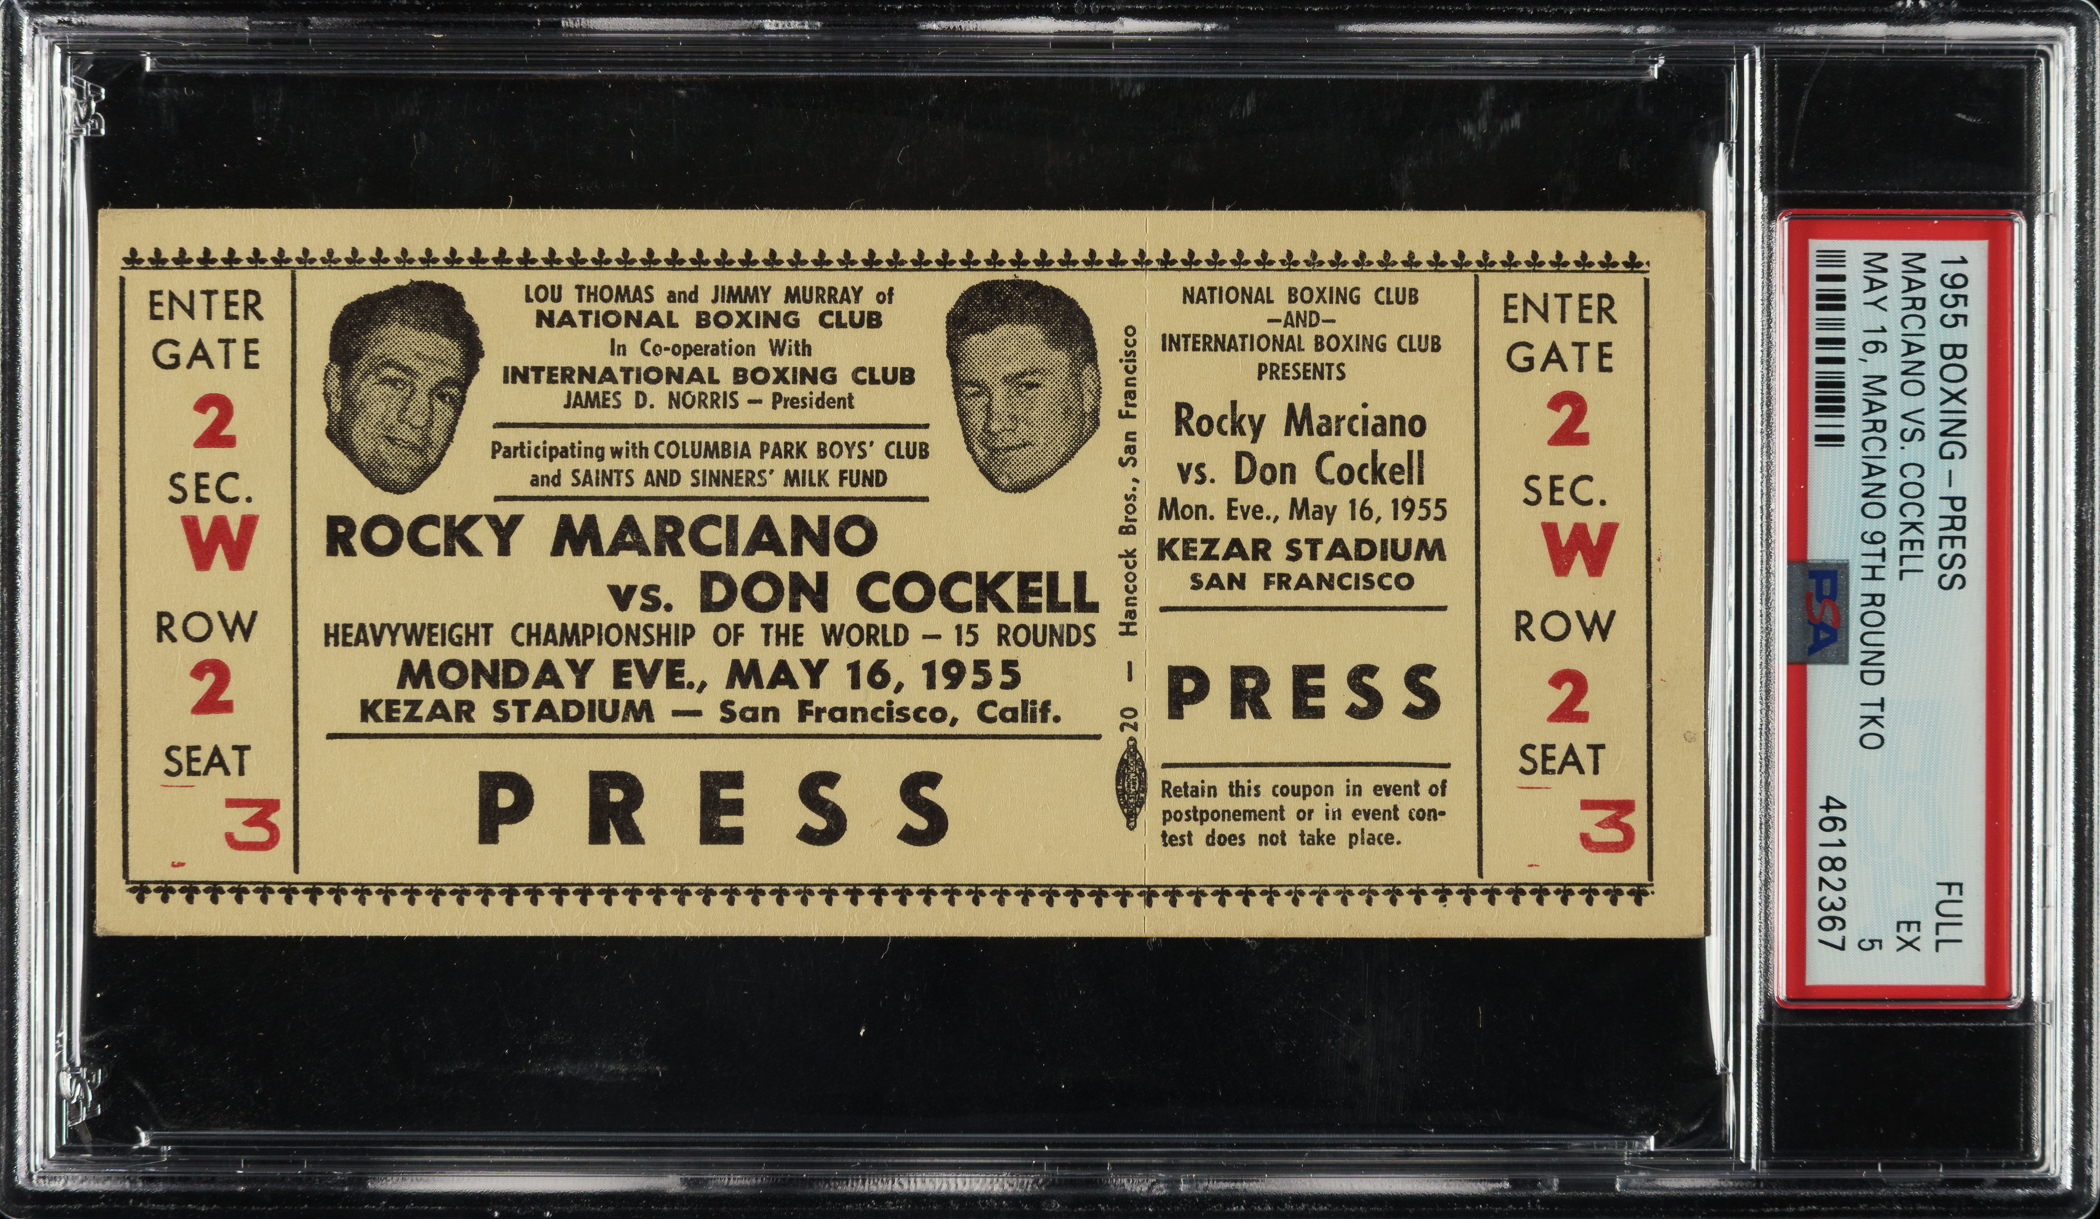 ENTER
GATE
2
SEC.
W
ROW
2
SEAT
3
LOU THOMAS and JIMMY MURRAY of
NATIONAL BOXING CLUB
In Co-operation With
INTERNATIONAL BOXING CLUB
JAMES D. NORRIS — President
Participating with COLUMBIA PARK BOYS' CLUB
and SAINTS AND SINNERS' MILK FUND
ROCKY MARCIANO
vs. DON COCKELL
HEAVYWEIGHT CHAMPIONSHIP OF THE WORLD — 15 ROUNDS
MONDAY EVE., MAY 16, 1955
KEZAR STADIUM — San Francisco, Calif.
PRESS
20 — Hancock Bros., San Francisco
NATIONAL BOXING CLUB
—AND—
INTERNATIONAL BOXING CLUB
PRESENTS
Rocky Marciano
vs. Don Cockell
Mon. Eve., May 16, 1955
KEZAR STADIUM
SAN FRANCISCO
PRESS
Retain this coupon in event of
postponement or in event con-
test does not take place.
ENTER
GATE
2
SEC.
W
ROW
2
SEAT
3
1955 BOXING-PRESS FULL
MARCIANO VS. COCKELL EX
MAY 16, MARCIANO 9TH ROUND TKO 5
46182367
PSA